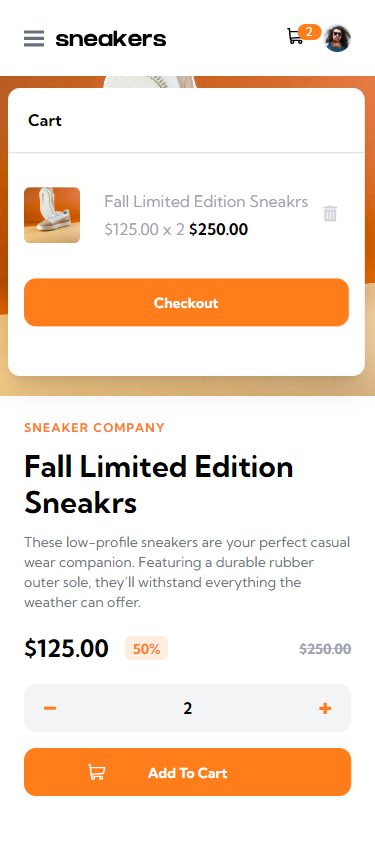 sneakers
2
Cart
Fall Limited Edition Sneakrs
$125.00 x 2 $250.00
Checkout
SNEAKER COMPANY
Fall Limited Edition
Sneakrs
These low-profile sneakers are your perfect casual
wear companion. Featuring a durable rubber
outer sole, they'll withstand everything the
weather can offer.
$125.00 50% $250.00
2
Add To Cart